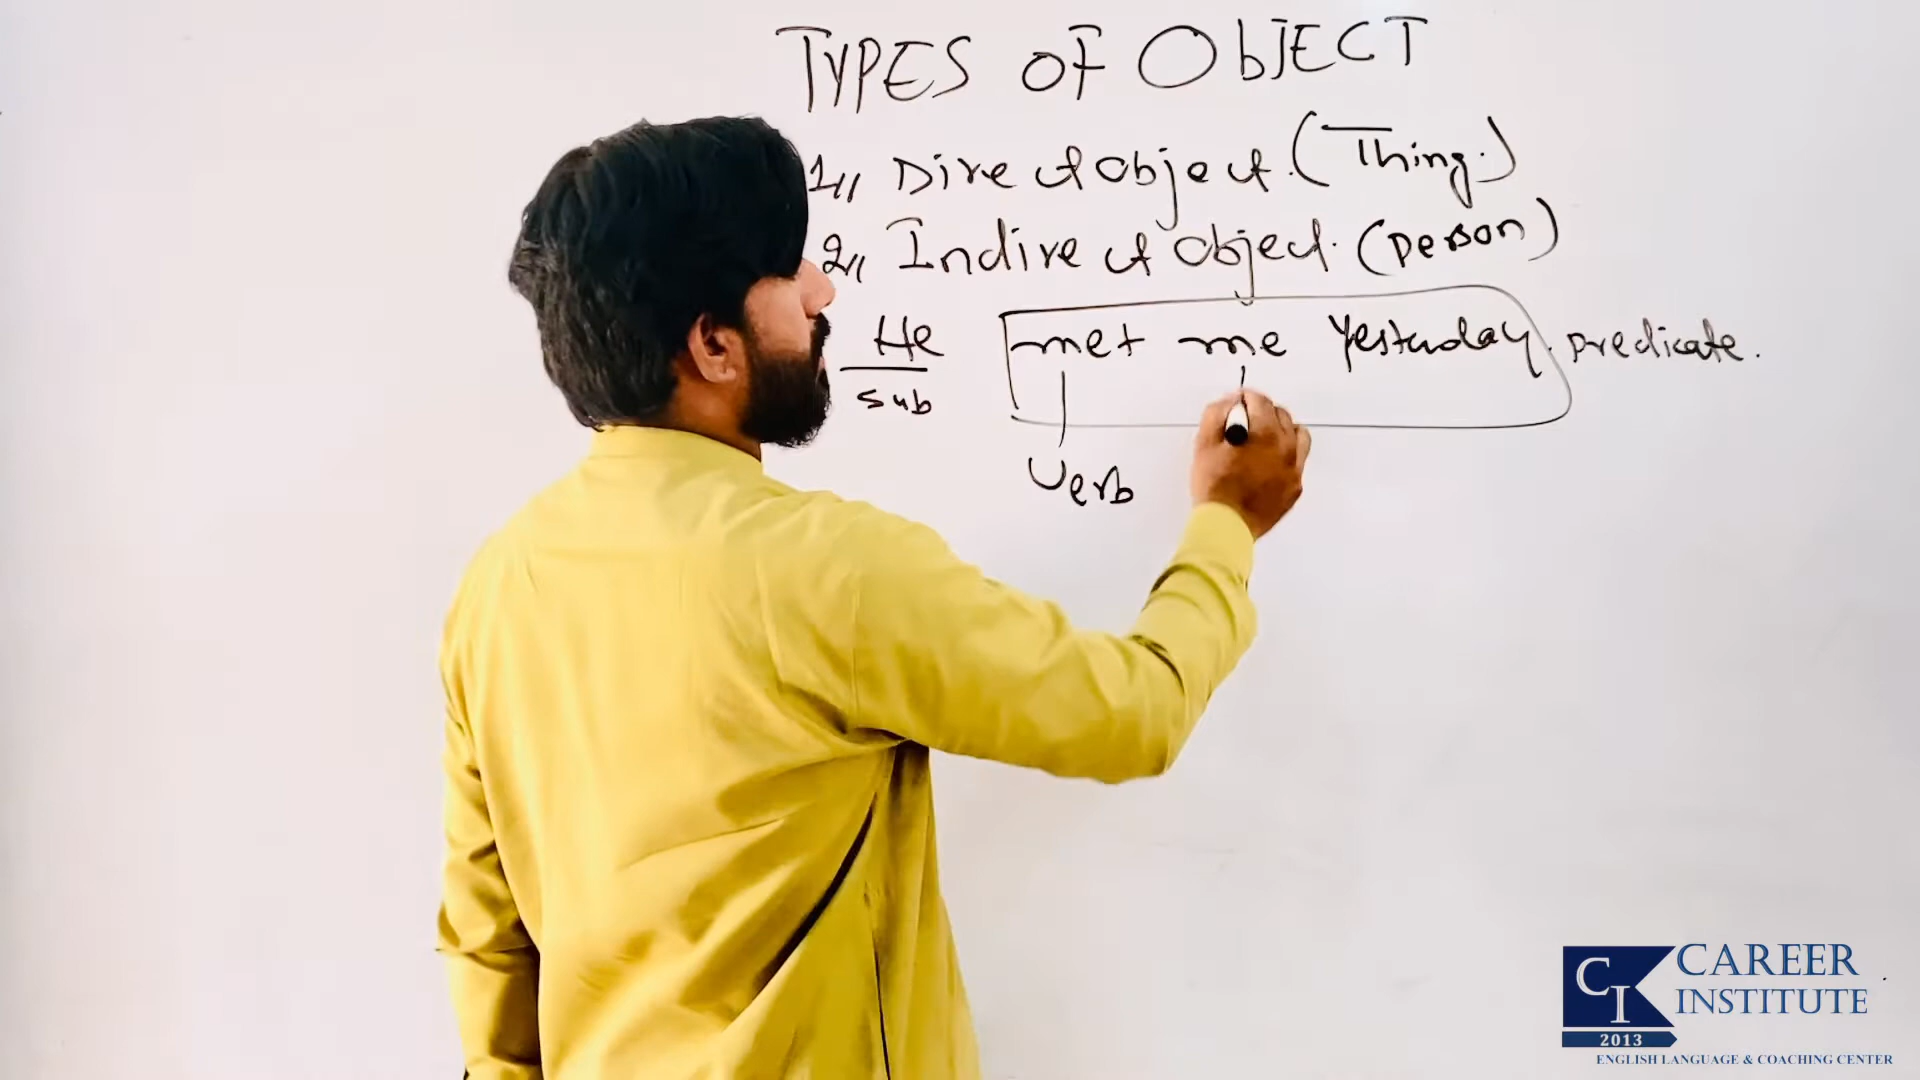 TYPES OF ObJECT
1,, Direct object. (Thing.)
2,, Indirect object. (person)
He met me Yesterday. predicate.
sub
verb
CI
2013
CAREER
INSTITUTE
ENGLISH LANGUAGE & COACHING CENTER